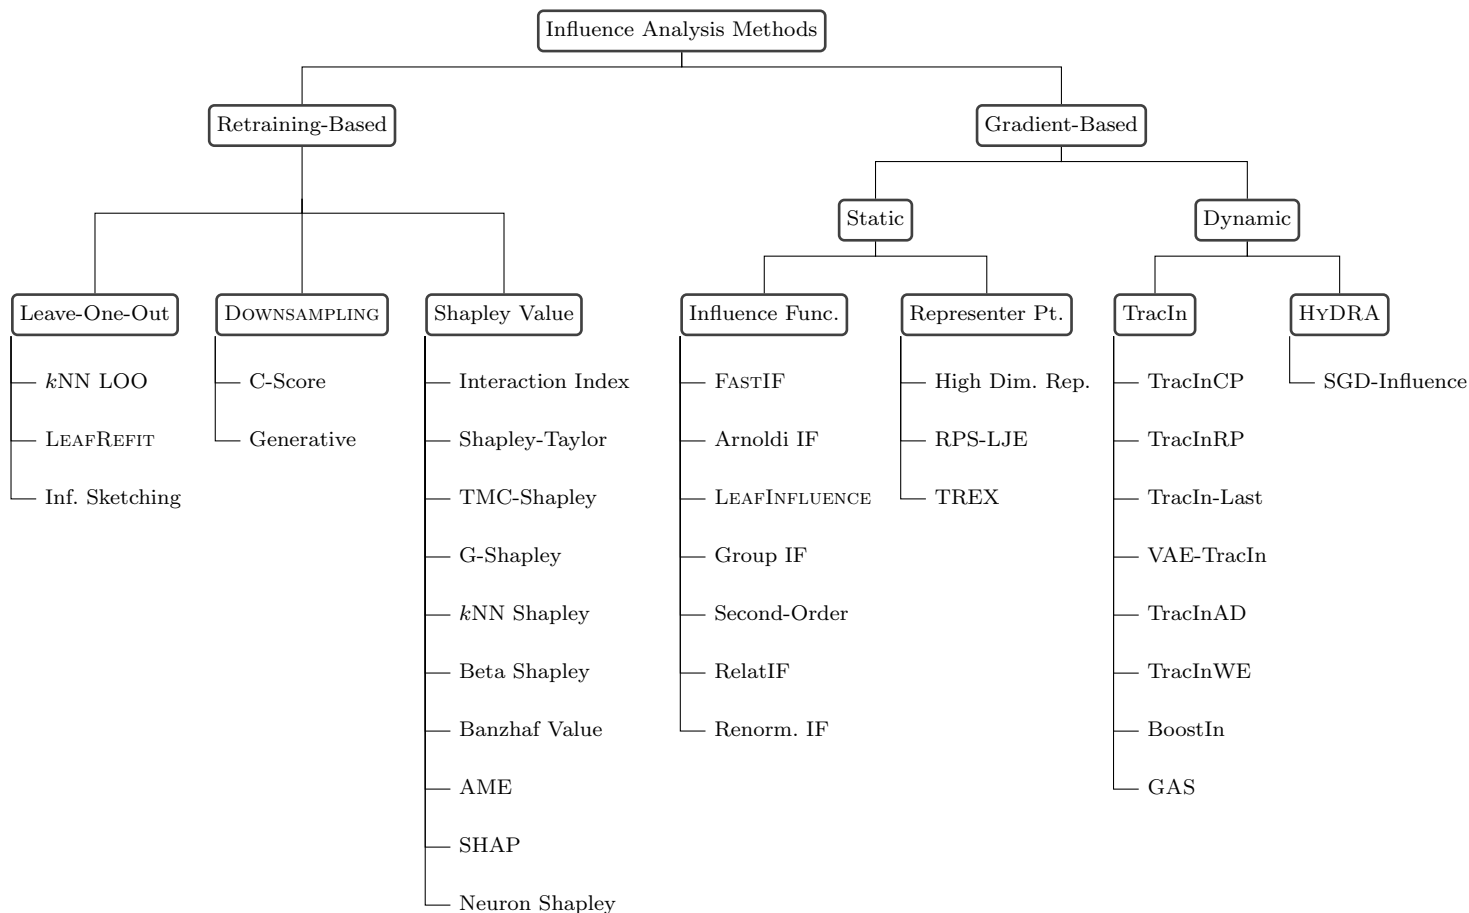 Influence Analysis Methods
Retraining-Based
Gradient-Based
Static
Dynamic
Leave-One-Out
DOWNSAMPLING
Shapley Value
Influence Func.
Representer Pt.
TracIn
HYDRA
kNN LOO
LEAFREFIT
Inf. Sketching
C-Score
Generative
Interaction Index
Shapley-Taylor
TMC-Shapley
G-Shapley
kNN Shapley
Beta Shapley
Banzhaf Value
AME
SHAP
Neuron Shapley
FASTIF
Arnoldi IF
LEAFINFLUENCE
Group IF
Second-Order
RelatIF
Renorm. IF
High Dim. Rep.
RPS-LJE
TREX
TracInCP
TracInRP
TracIn-Last
VAE-TracIn
TracInAD
TracInWE
BoostIn
GAS
SGD-Influence